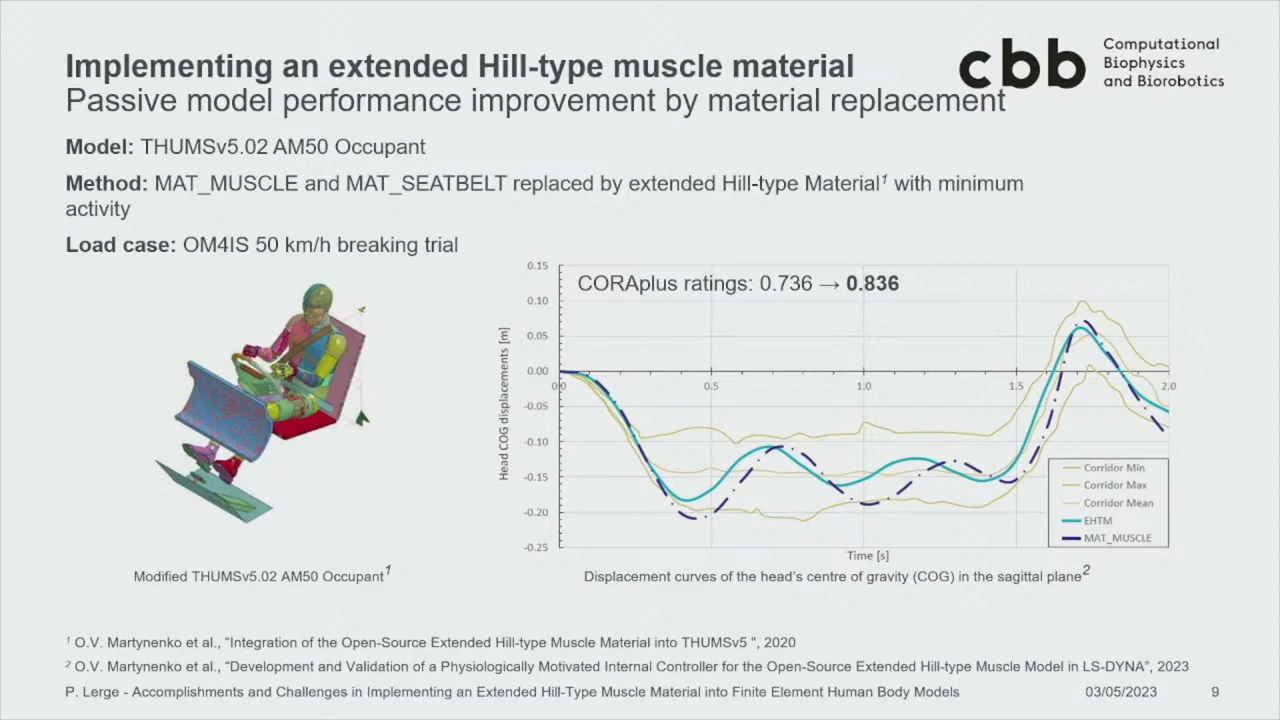 Implementing an extended Hill-type muscle material
Passive model performance improvement by material replacement
cbb
Computational
Biophysics
and Biorobotics
Model: THUMSv5.02 AM50 Occupant
Method: MAT_MUSCLE and MAT_SEATBELT replaced by extended Hill-type Material¹ with minimum
activity
Load case: OM4IS 50 km/h breaking trial
CORAplus ratings: 0.736 → 0.836
Head COG displacements [m]
0.15
0.10
0.05
0.00
-0.05
-0.10
-0.15
-0.20
-0.25
0.0 0.5 1.0 1.5 2.0
Time [s]
Corridor Min
Corridor Max
Corridor Mean
EHTM
MAT_MUSCLE
Modified THUMSv5.02 AM50 Occupant¹
Displacement curves of the head's centre of gravity (COG) in the sagittal plane²
¹ O.V. Martynenko et al., “Integration of the Open-Source Extended Hill-type Muscle Material into THUMSv5 ", 2020
² O.V. Martynenko et al., “Development and Validation of a Physiologically Motivated Internal Controller for the Open-Source Extended Hill-type Muscle Model in LS-DYNA”, 2023
P. Lerge - Accomplishments and Challenges in Implementing an Extended Hill-Type Muscle Material into Finite Element Human Body Models 03/05/2023 9